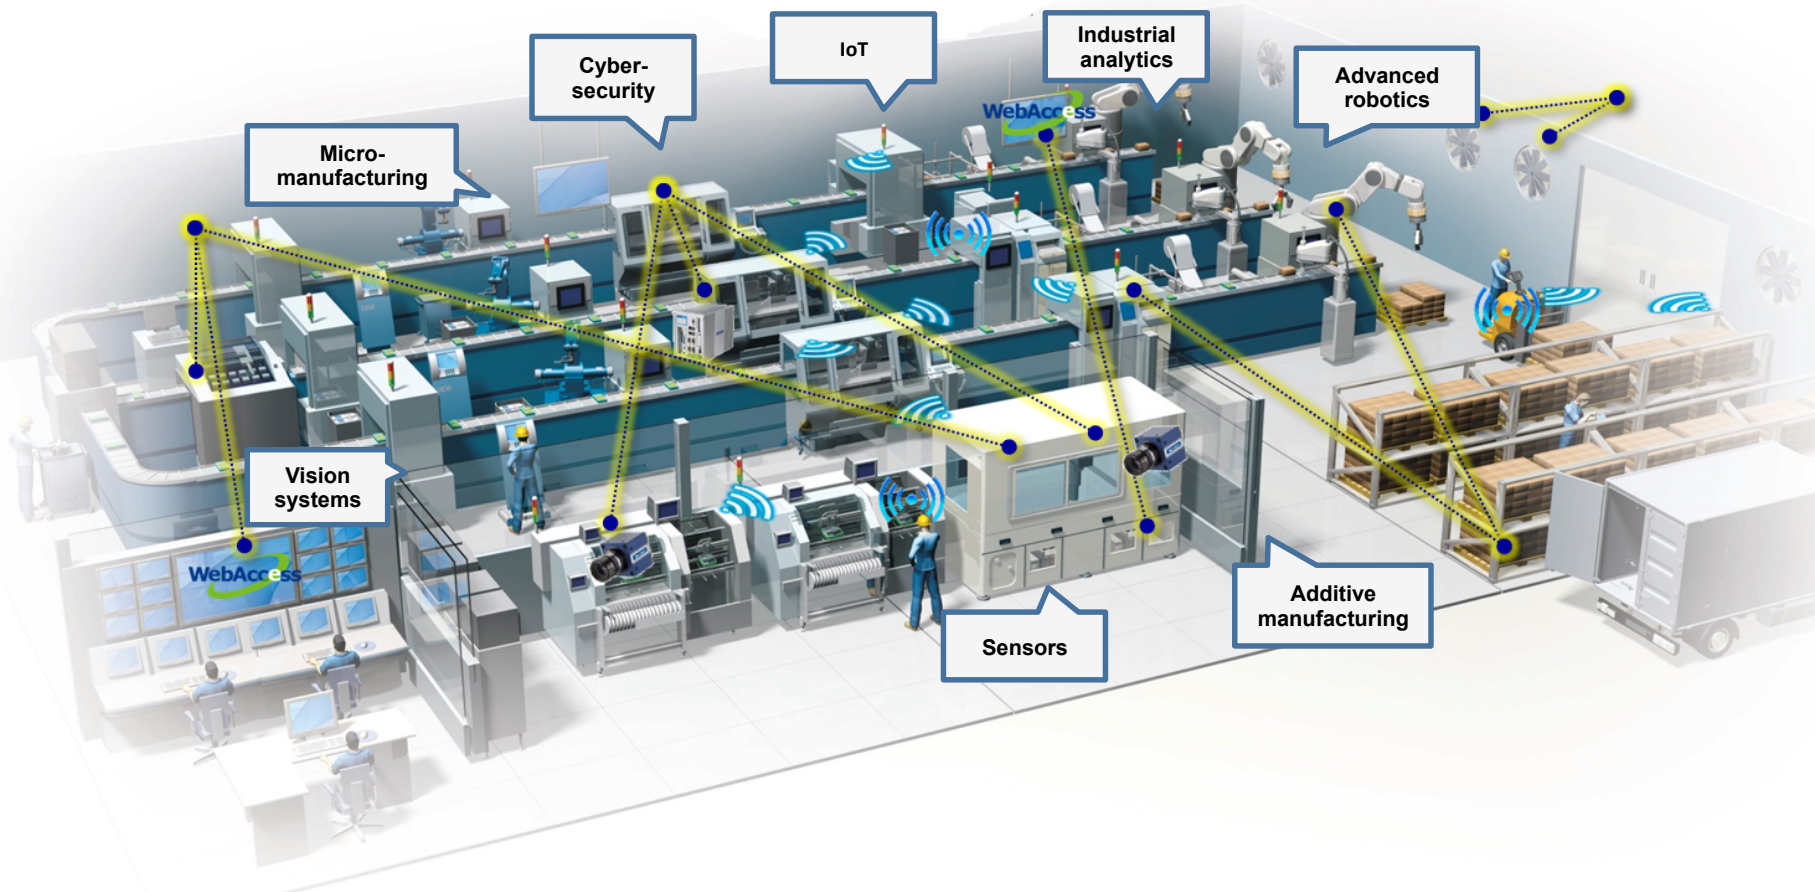 IoT
Industrial
analytics
Cyber-
security
Advanced
robotics
WebAccess
Micro-
manufacturing
Vision
systems
WebAccess
Additive
manufacturing
Sensors